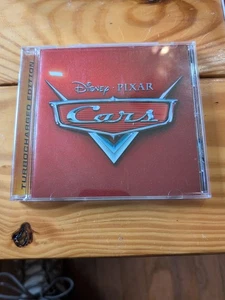 TURBOCHARGED EDITION
Disney · PIXAR
Cars